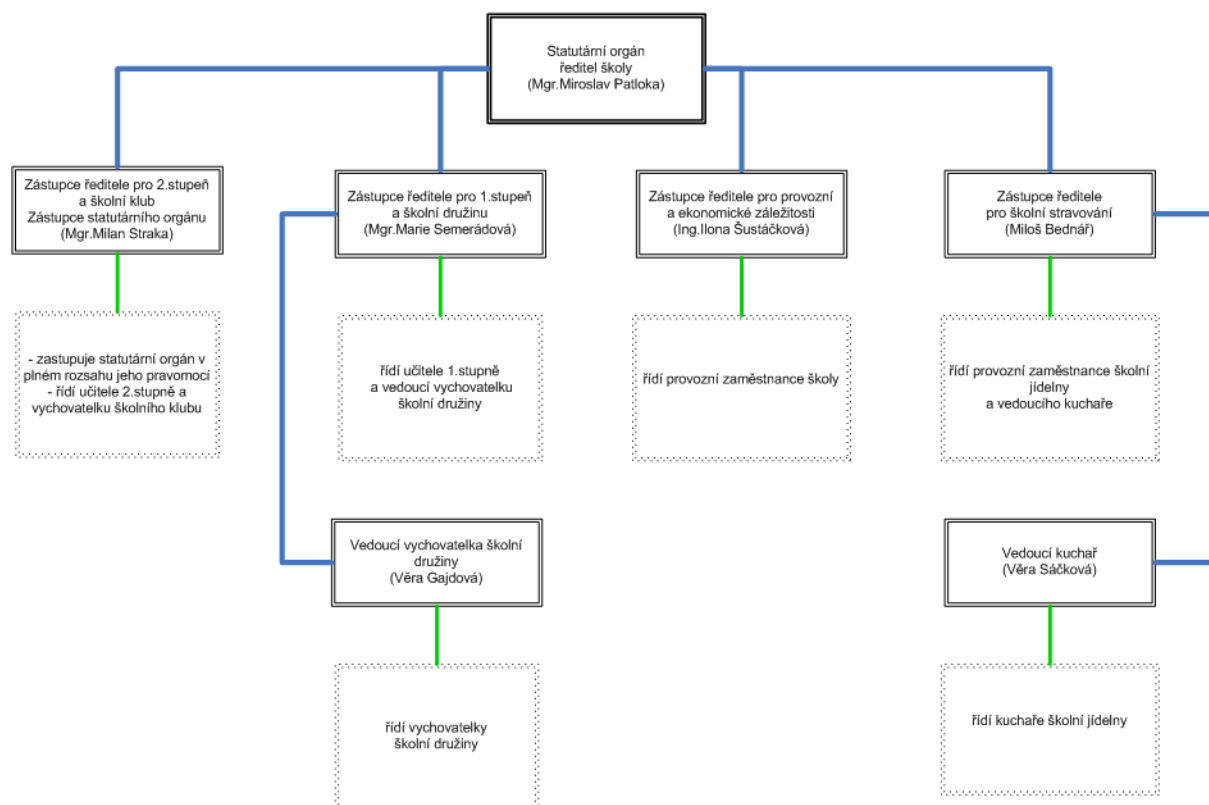 Statutární orgán
ředitel školy
(Mgr.Miroslav Patloka)
Zástupce ředitele pro 2.stupeň
a školní klub
Zástupce statutárního orgánu
(Mgr.Milan Straka)
Zástupce ředitele pro 1.stupeň
a školní družinu
(Mgr.Marie Semerádová)
Zástupce ředitele pro provozní
a ekonomické záležitosti
(Ing.Ilona Šustáčková)
Zástupce ředitele
pro školní stravování
(Miloš Bednář)
- zastupuje statutární orgán v
plném rozsahu jeho pravomocí
- řídí učitele 2.stupně a
vychovatelku školního klubu
řídí učitele 1.stupně
a vedoucí vychovatelku
školní družiny
řídí provozní zaměstnance školy
řídí provozní zaměstnance školní
jídelny
a vedoucího kuchaře
Vedoucí vychovatelka školní
družiny
(Věra Gajdová)
Vedoucí kuchař
(Věra Sáčková)
řídí vychovatelky
školní družiny
řídí kuchaře školní jídelny